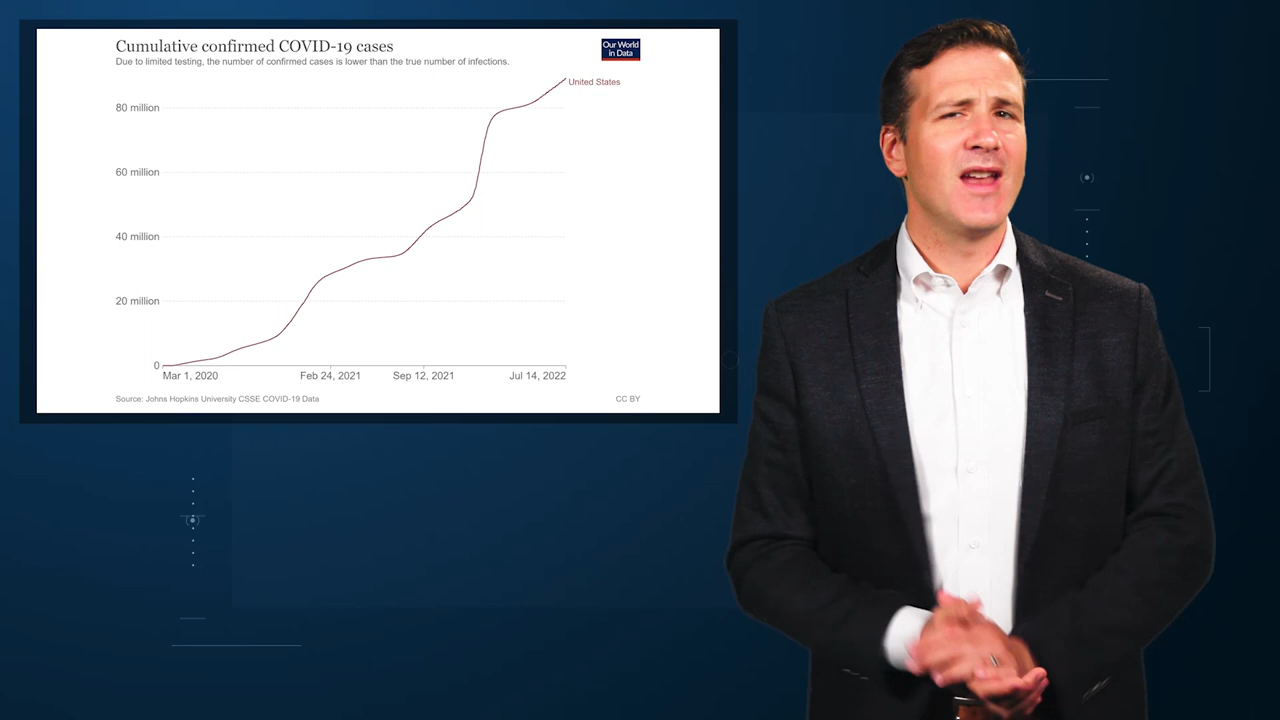 Cumulative confirmed COVID-19 cases
Our World
in Data
Due to limited testing, the number of confirmed cases is lower than the true number of infections.
United States
80 million
60 million
40 million
20 million
0
Mar 1, 2020
Feb 24, 2021
Sep 12, 2021
Jul 14, 2022
Source: Johns Hopkins University CSSE COVID-19 Data
CC BY